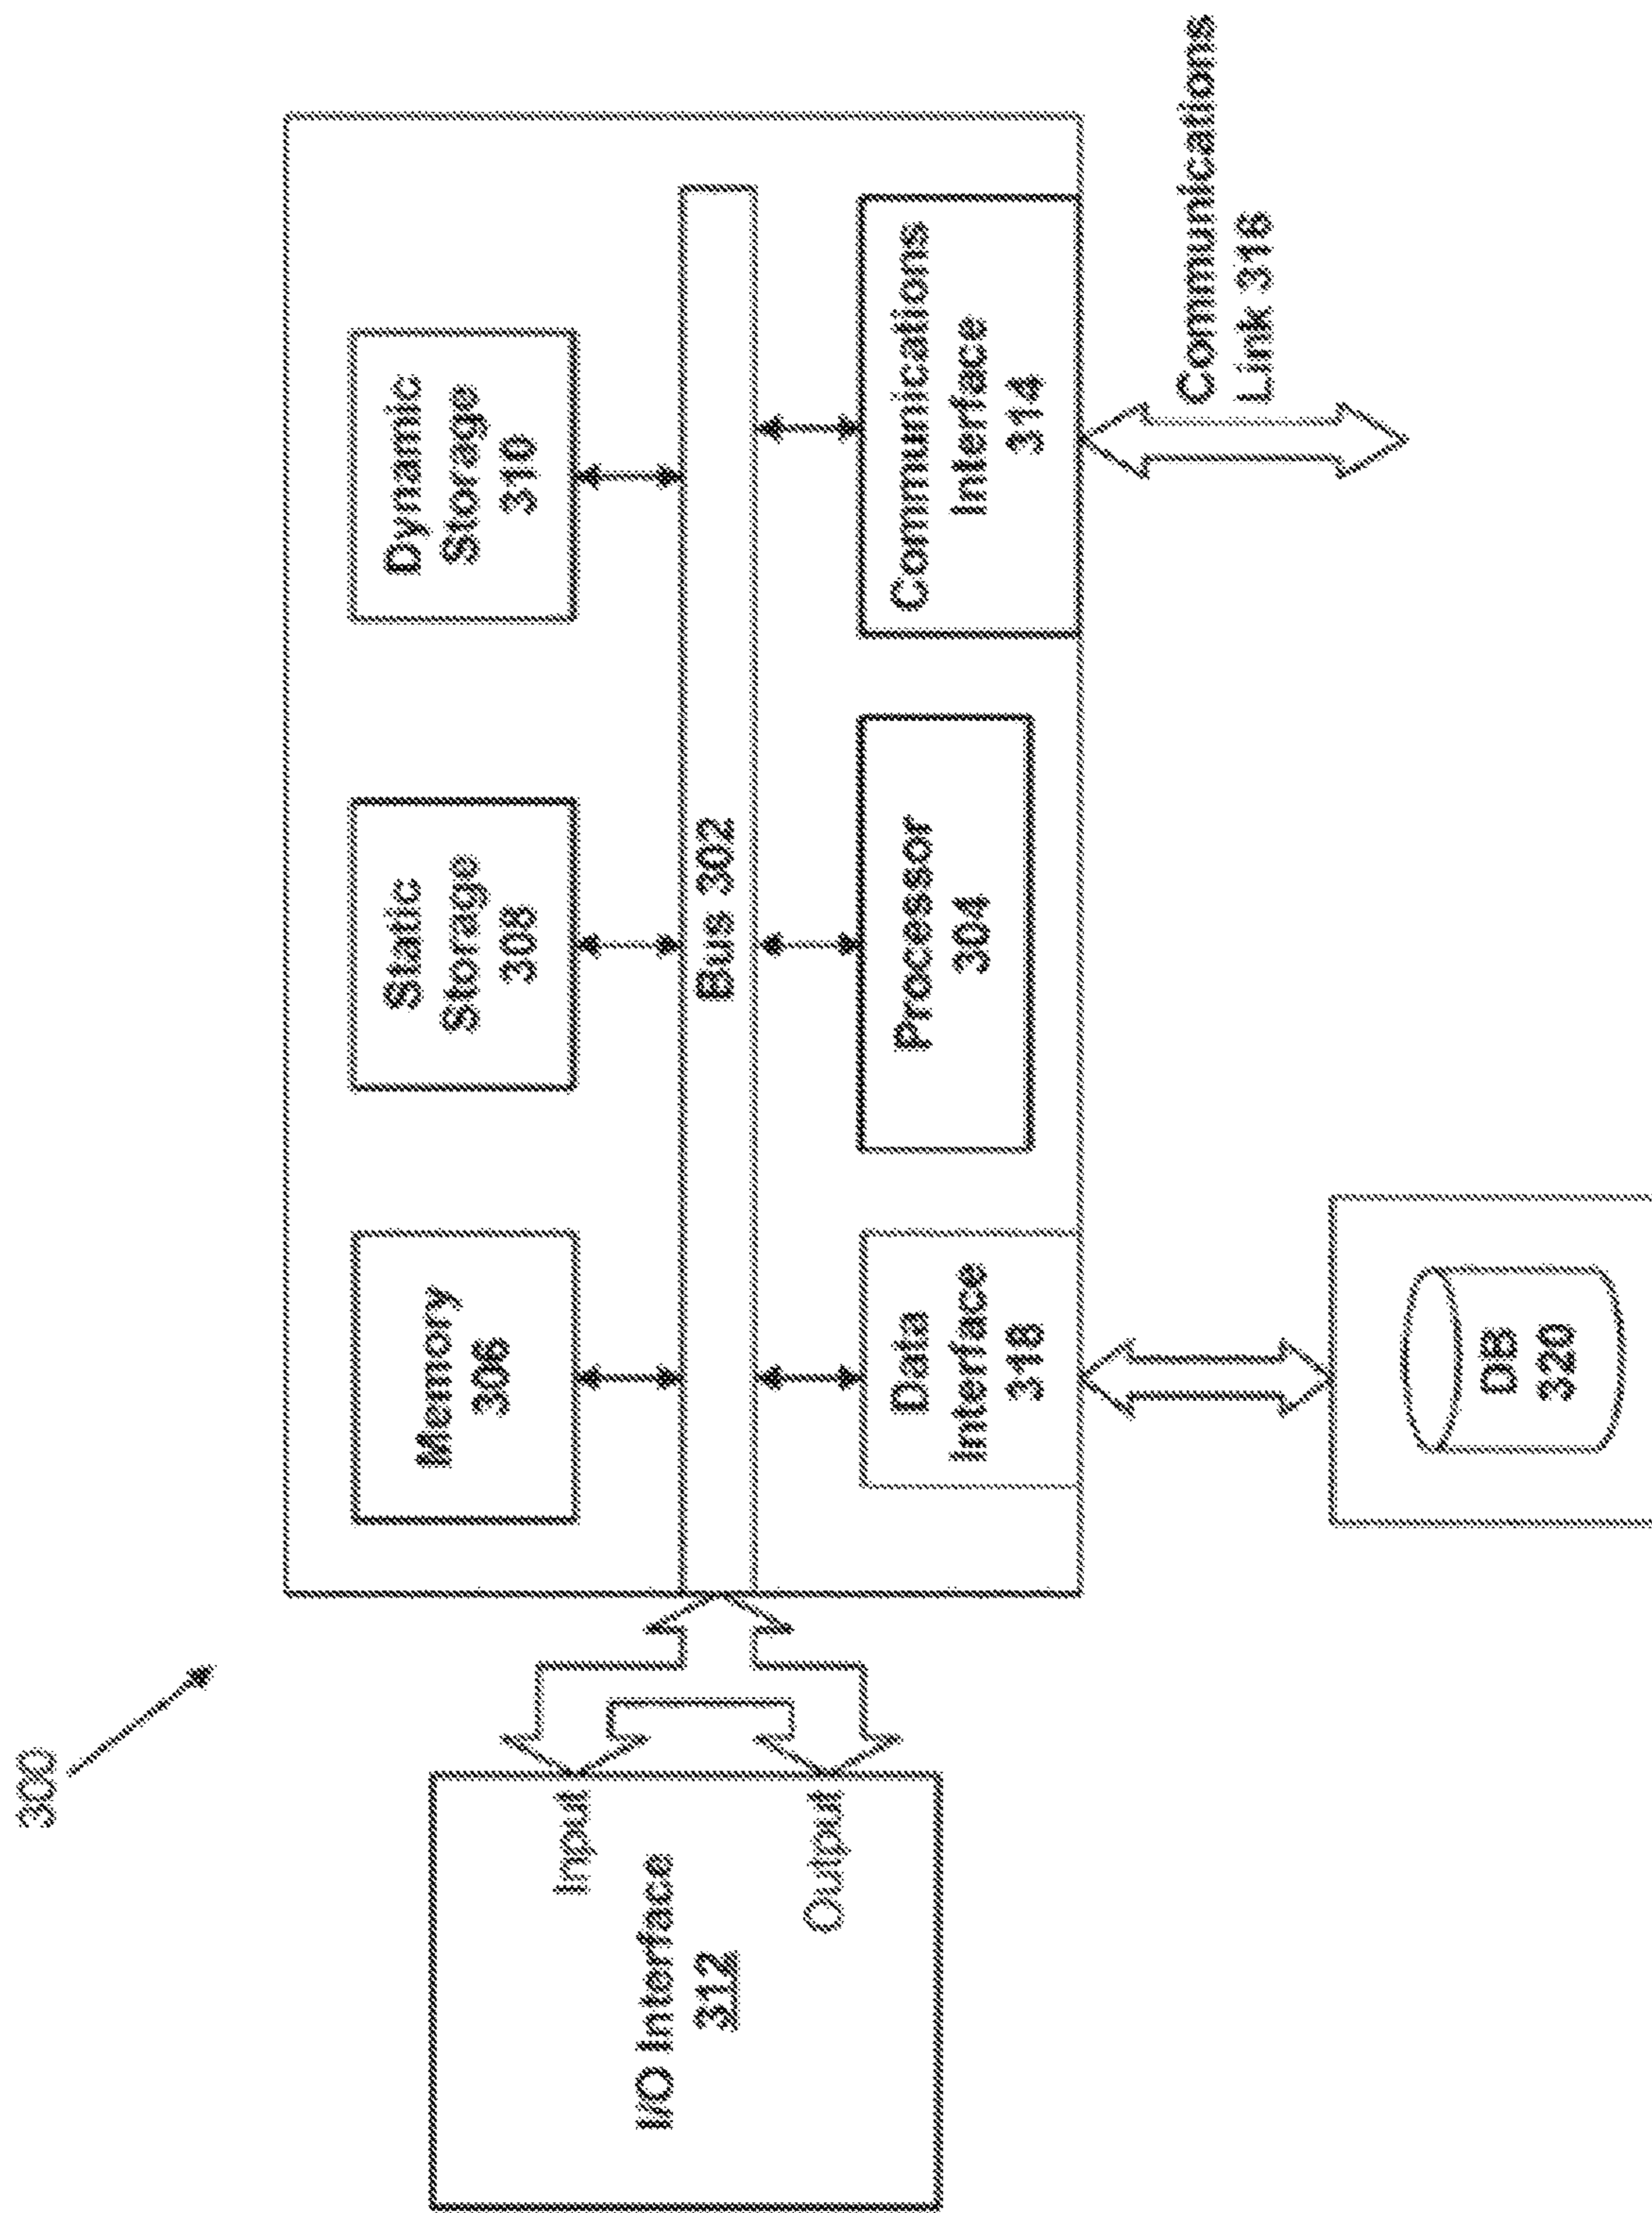 300
Memory
306
Static
Storage
308
Dynamic
Storage
310
I/O Interface
312
Input
Output
Bus 302
Data
Interface
318
Processor
304
Communications
Interface
314
Communications
Link 316
DB
320